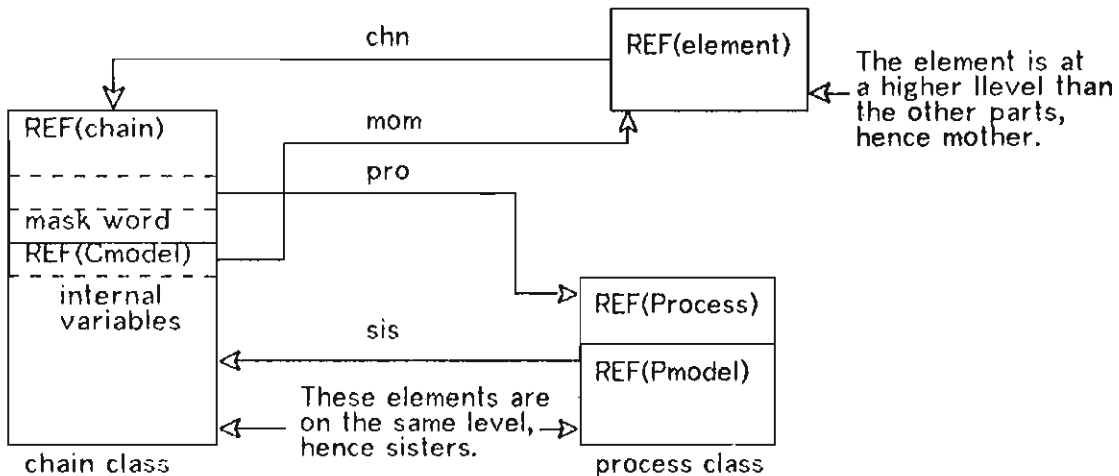 chn
REF(element)
The element is at
a higher llevel than
the other parts,
hence mother.
REF(chain)
mom
pro
mask word
REF(Cmodel)
internal
variables
REF(Process)
sis
REF(Pmodel)
These elements are
on the same level,
hence sisters.
chain class
process class